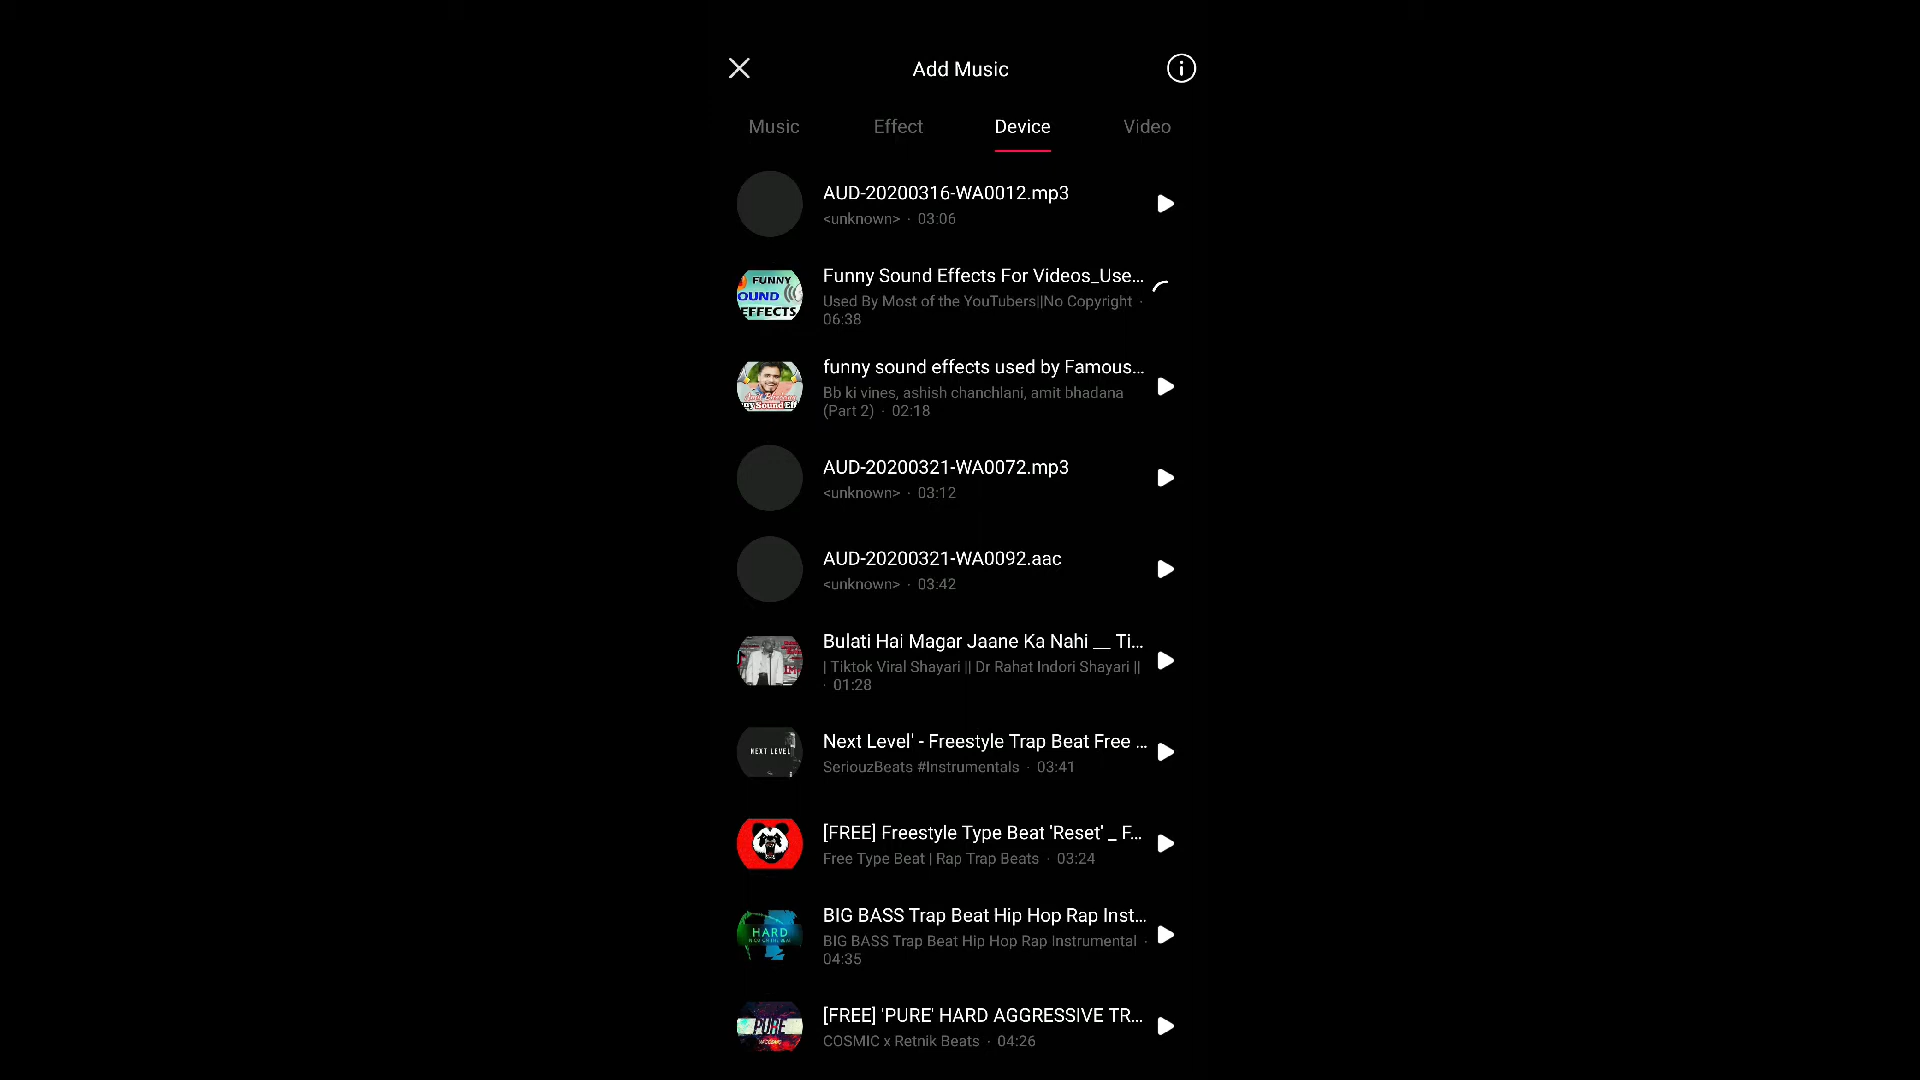 Add Music
Music
Effect
Device
Video
AUD-20200316-WA0012.mp3
<unknown> · 03:06
FUNNY
OUND
EFFECTS
Funny Sound Effects For Videos_Use...
Used By Most of the YouTubers||No Copyright ·
06:38
funny sound effects used by Famous...
Bb ki vines, ashish chanchlani, amit bhadana
(Part 2) · 02:18
AUD-20200321-WA0072.mp3
<unknown> · 03:12
AUD-20200321-WA0092.aac
<unknown> · 03:42
Bulati Hai Magar Jaane Ka Nahi __ Ti...
| Tiktok Viral Shayari || Dr Rahat Indori Shayari ||
· 01:28
NEXT LEVEL
Next Level' - Freestyle Trap Beat Free ...
SeriouzBeats #Instrumentals · 03:41
[FREE] Freestyle Type Beat 'Reset' _ F...
Free Type Beat | Rap Trap Beats · 03:24
HARD
BIG BASS Trap Beat Hip Hop Rap Inst...
BIG BASS Trap Beat Hip Hop Rap Instrumental ·
04:35
PURE
[FREE] 'PURE' HARD AGGRESSIVE TR...
COSMIC x Retnik Beats · 04:26